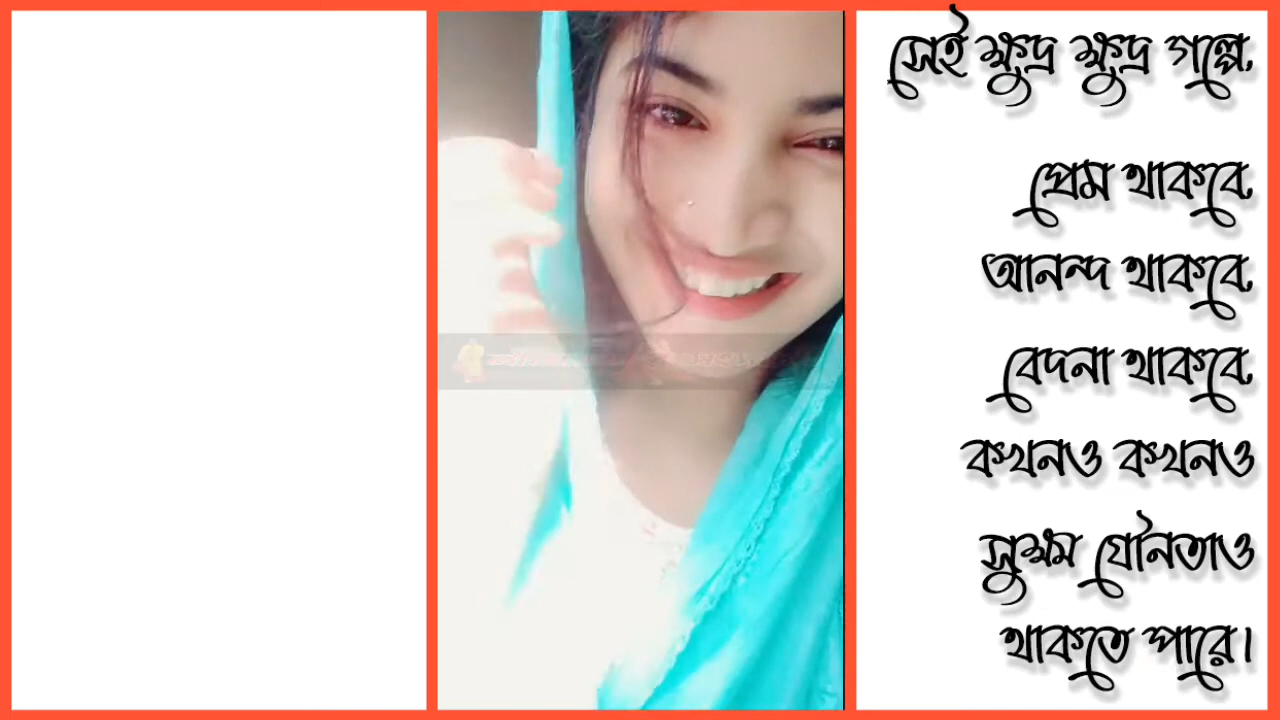 সেই ক্ষুদ্র ক্ষুদ্র গল্পে,
প্রেম থাকবে,
আনন্দ থাকবে,
বেদনা থাকবে,
কখনও কখনও
সুক্ষ্ম যৌনতাও
থাকতে পারে।